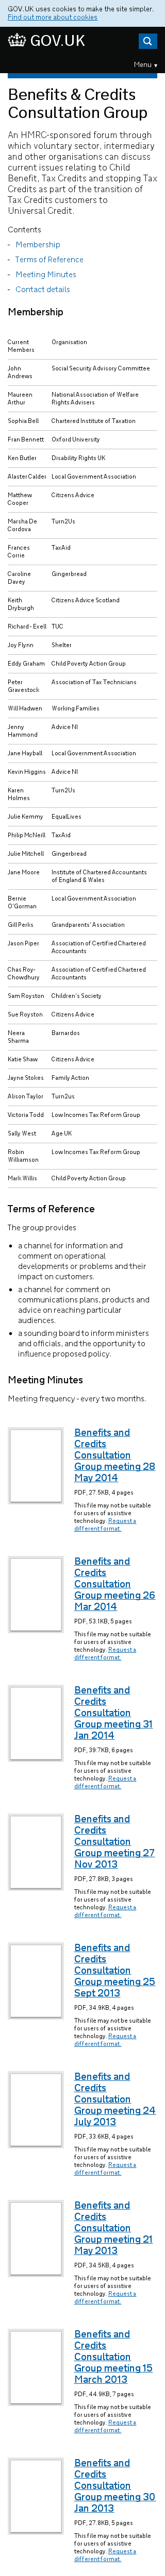 GOV.UK uses cookies to make the site simpler.
Find out more about cookies
GOV.UK
Menu ▼
Benefits & Credits
Consultation Group
An HMRC-sponsored forum through
which voluntary sector, intermediary
and other organisations can discuss
current issues relating to Child
Benefit, Tax Credits and stopping Tax
Credits as part of the transition of
Tax Credits customers to
Universal Credit.
Contents
- Membership
- Terms of Reference
- Meeting Minutes
- Contact details
Membership
Current Members Organisation
John Andrews Social Security Advisory Committee
Maureen Arthur National Association of Welfare Rights Advisers
Sophia Bell Chartered Institute of Taxation
Fran Bennett Oxford University
Ken Butler Disability Rights UK
Alaster Calder Local Government Association
Matthew Cooper Citizens Advice
Marsha De Cordova Turn2Us
Frances Corrie TaxAid
Caroline Davey Gingerbread
Keith Dryburgh Citizens Advice Scotland
Richard - Exell TUC
Joy Flynn Shelter
Eddy Graham Child Poverty Action Group
Peter Gravestock Association of Tax Technicians
Will Hadwen Working Families
Jenny Hammond Advice NI
Jane Hayball Local Government Association
Kevin Higgins Advice NI
Karen Holmes Turn2Us
Julie Kemmy EqualLives
Philip McNeill TaxAid
Julie Mitchell Gingerbread
Jane Moore Institute of Chartered Accountants of England & Wales
Bernie O'Gorman Local Government Association
Gill Perks Grandparents' Association
Jason Piper Association of Certified Chartered Accountants
Chas Roy-Chowdhury Association of Certified Chartered Accountants
Sam Royston Children's Society
Sue Royston Citizens Advice
Neera Sharma Barnardos
Katie Shaw Citizens Advice
Jayne Stokes Family Action
Alison Taylor Turn2us
Victoria Todd Low Incomes Tax Reform Group
Sally West Age UK
Robin Williamson Low Incomes Tax Reform Group
Mark Willis Child Poverty Action Group
Terms of Reference
The group provides
• a channel for information and
comment on operational
developments or problems and their
impact on customers.
• a channel for comment on
communications plans, products and
advice on reaching particular
audiences.
• a sounding board to inform ministers
and officials, and the opportunity to
influence proposal policy.
Meeting Minutes
Meeting frequency - every two months.
Benefits and
Credits
Consultation
Group meeting 28
May 2014
PDF, 27.5KB, 4 pages
This file may not be suitable
for users of assistive
technology. Request a
different format.
Benefits and
Credits
Consultation
Group meeting 26
Mar 2014
PDF, 53.1KB, 5 pages
This file may not be suitable
for users of assistive
technology. Request a
different format.
Benefits and
Credits
Consultation
Group meeting 31
Jan 2014
PDF, 39.7KB, 6 pages
This file may not be suitable
for users of assistive
technology. Request a
different format.
Benefits and
Credits
Consultation
Group meeting 27
Nov 2013
PDF, 27.8KB, 3 pages
This file may not be suitable
for users of assistive
technology. Request a
different format.
Benefits and
Credits
Consultation
Group meeting 25
Sept 2013
PDF, 34.9KB, 4 pages
This file may not be suitable
for users of assistive
technology. Request a
different format.
Benefits and
Credits
Consultation
Group meeting 24
July 2013
PDF, 33.6KB, 4 pages
This file may not be suitable
for users of assistive
technology. Request a
different format.
Benefits and
Credits
Consultation
Group meeting 21
May 2013
PDF, 34.5KB, 4 pages
This file may not be suitable
for users of assistive
technology. Request a
different format.
Benefits and
Credits
Consultation
Group meeting 15
March 2013
PDF, 44.9KB, 7 pages
This file may not be suitable
for users of assistive
technology. Request a
different format.
Benefits and
Credits
Consultation
Group meeting 30
Jan 2013
PDF, 27.8KB, 5 pages
This file may not be suitable
for users of assistive
technology. Request a
different format.